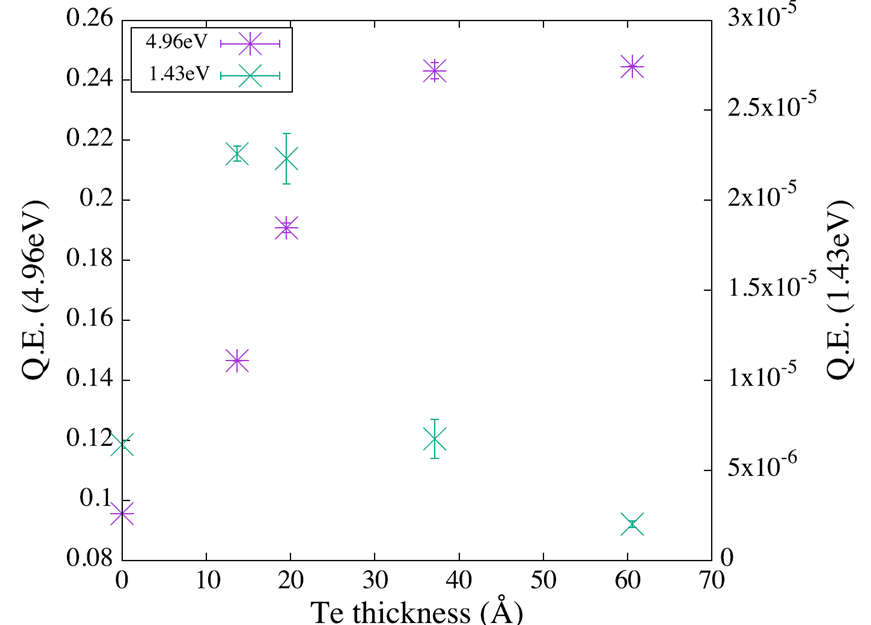 4.96eV
1.43eV
0.26
0.24
0.22
0.2
0.18
0.16
0.14
0.12
0.1
0.08
3x10⁻⁵
2.5x10⁻⁵
2x10⁻⁵
1.5x10⁻⁵
1x10⁻⁵
5x10⁻⁶
0
0 10 20 30 40 50 60 70
Te thickness (Å)
Q.E. (4.96eV)
Q.E. (1.43eV)